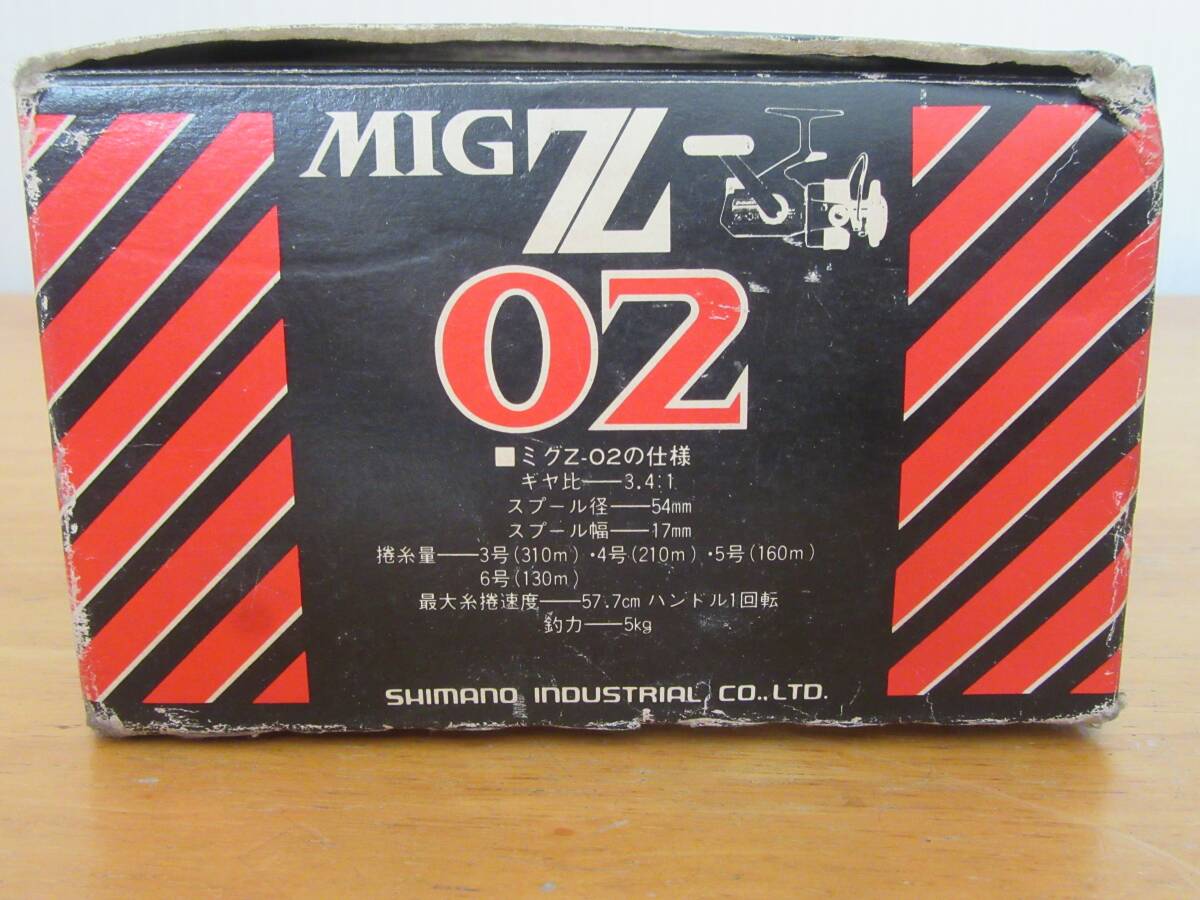 MIG Z-
02
■ミグZ-02の仕様
ギヤ比——3.4:1
スプール径——54mm
スプール幅——17mm
捲糸量——3号(310m)・4号(210m)・5号(160m)
6号(130m)
最大糸捲速度——57.7cm ハンドル1回転
釣力——5kg
SHIMANO INDUSTRIAL CO.,LTD.